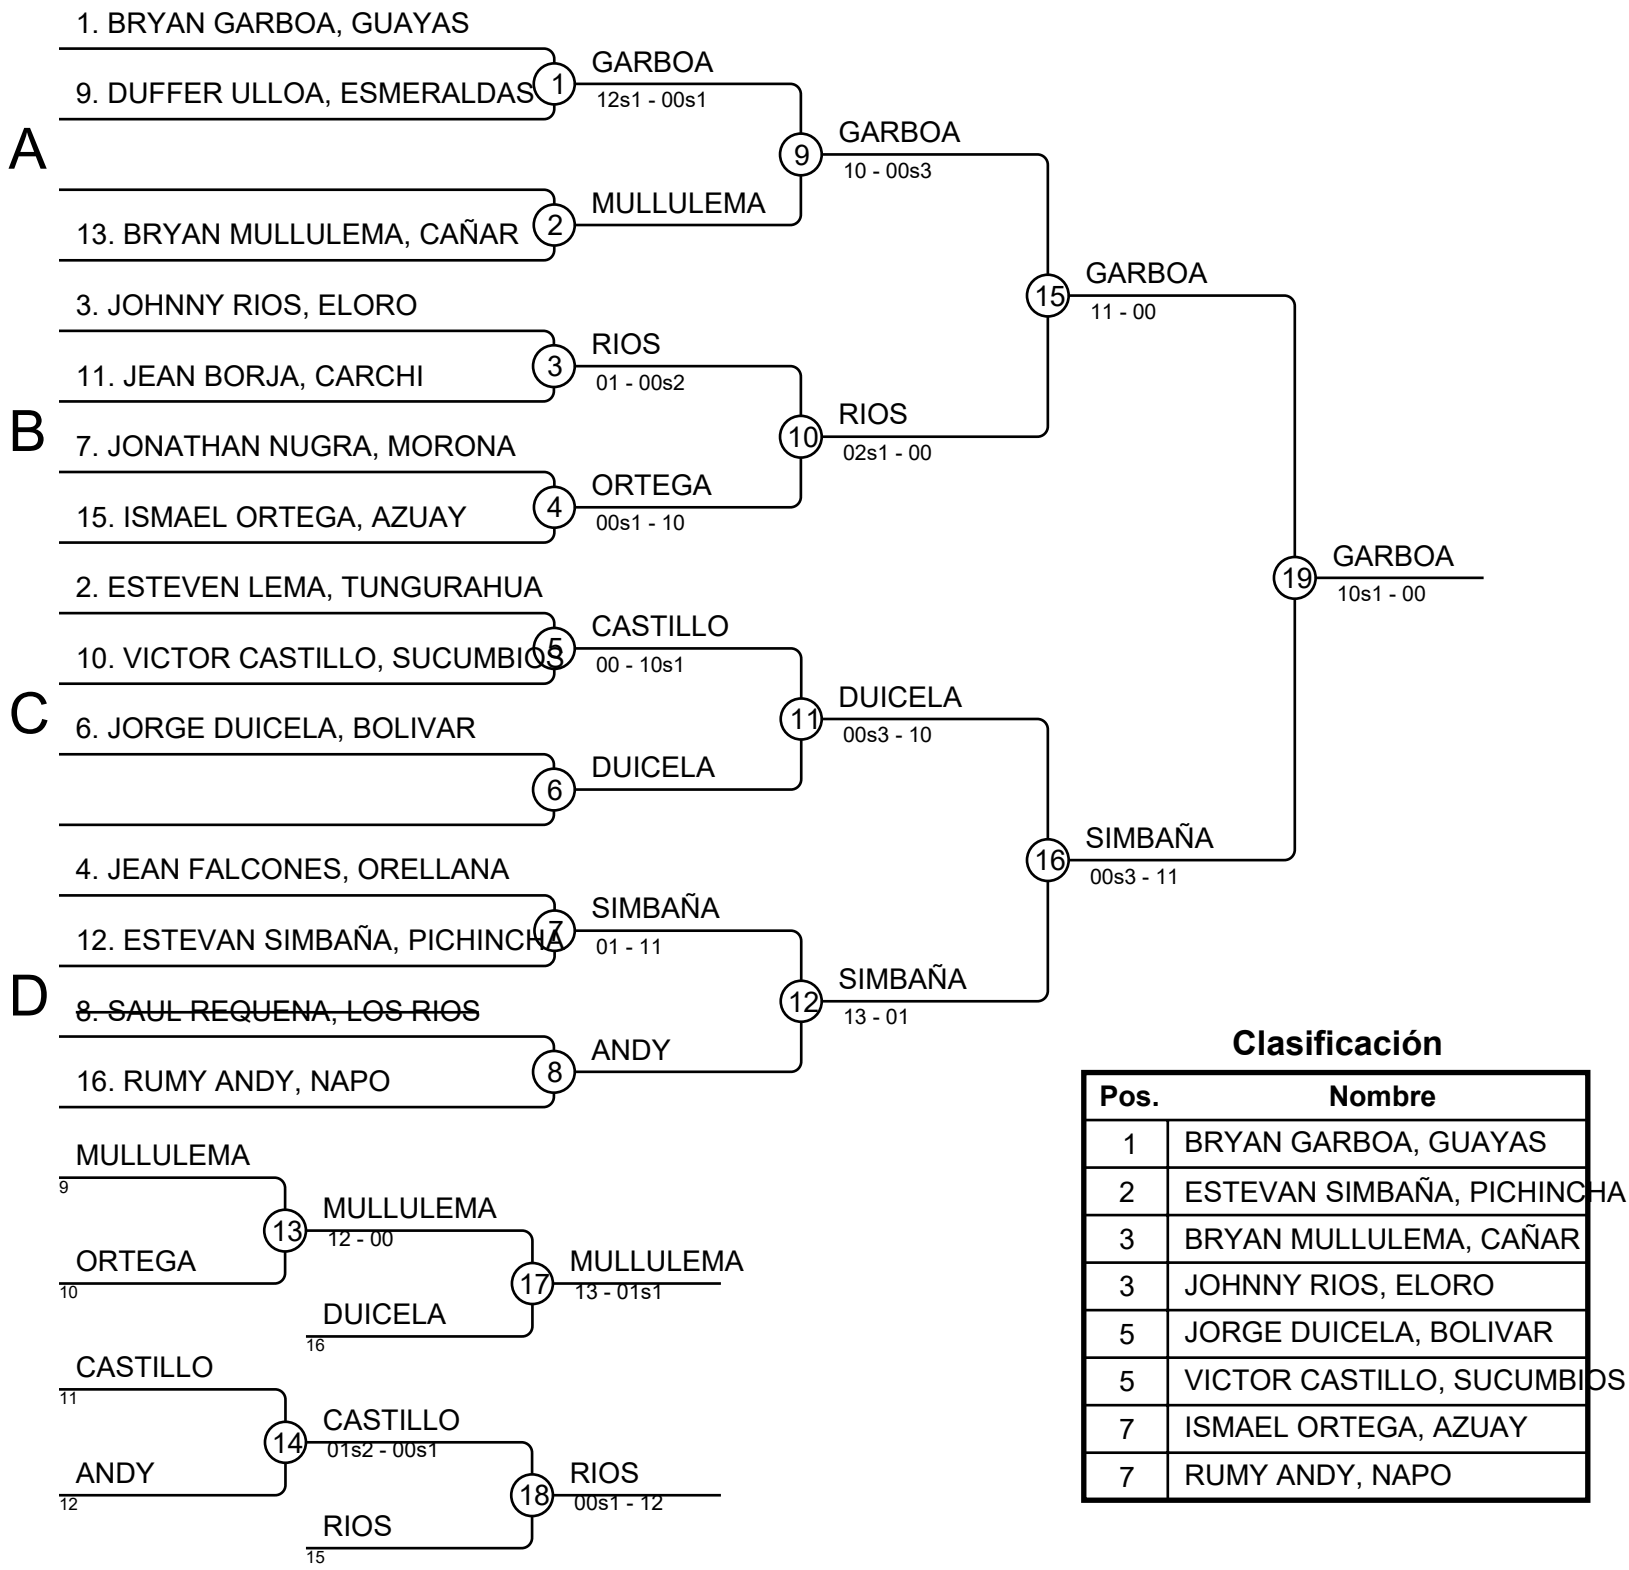 1. BRYAN GARBOA, GUAYAS
9. DUFFER ULLOA, ESMERALDAS
1
GARBOA
12s1 - 00s1
A
9
GARBOA
10 - 00s3
13. BRYAN MULLULEMA, CAÑAR
2
MULLULEMA
3. JOHNNY RIOS, ELORO
11. JEAN BORJA, CARCHI
3
RIOS
01 - 00s2
15
GARBOA
11 - 00
B
10
RIOS
02s1 - 00
7. JONATHAN NUGRA, MORONA
15. ISMAEL ORTEGA, AZUAY
4
ORTEGA
00s1 - 10
19
GARBOA
10s1 - 00
2. ESTEVEN LEMA, TUNGURAHUA
10. VICTOR CASTILLO, SUCUMBIOS
5
CASTILLO
00 - 10s1
C
11
DUICELA
00s3 - 10
6. JORGE DUICELA, BOLIVAR
6
DUICELA
16
SIMBAÑA
00s3 - 11
4. JEAN FALCONES, ORELLANA
12. ESTEVAN SIMBAÑA, PICHINCHA
7
SIMBAÑA
01 - 11
D
12
SIMBAÑA
13 - 01
8. SAUL REQUENA, LOS RIOS
16. RUMY ANDY, NAPO
8
ANDY
MULLULEMA
9
ORTEGA
10
13
MULLULEMA
12 - 00
DUICELA
16
17
MULLULEMA
13 - 01s1
CASTILLO
11
ANDY
12
14
CASTILLO
01s2 - 00s1
RIOS
15
18
RIOS
00s1 - 12
Clasificación
Pos. Nombre
1 BRYAN GARBOA, GUAYAS
2 ESTEVAN SIMBAÑA, PICHINCHA
3 BRYAN MULLULEMA, CAÑAR
3 JOHNNY RIOS, ELORO
5 JORGE DUICELA, BOLIVAR
5 VICTOR CASTILLO, SUCUMBIOS
7 ISMAEL ORTEGA, AZUAY
7 RUMY ANDY, NAPO